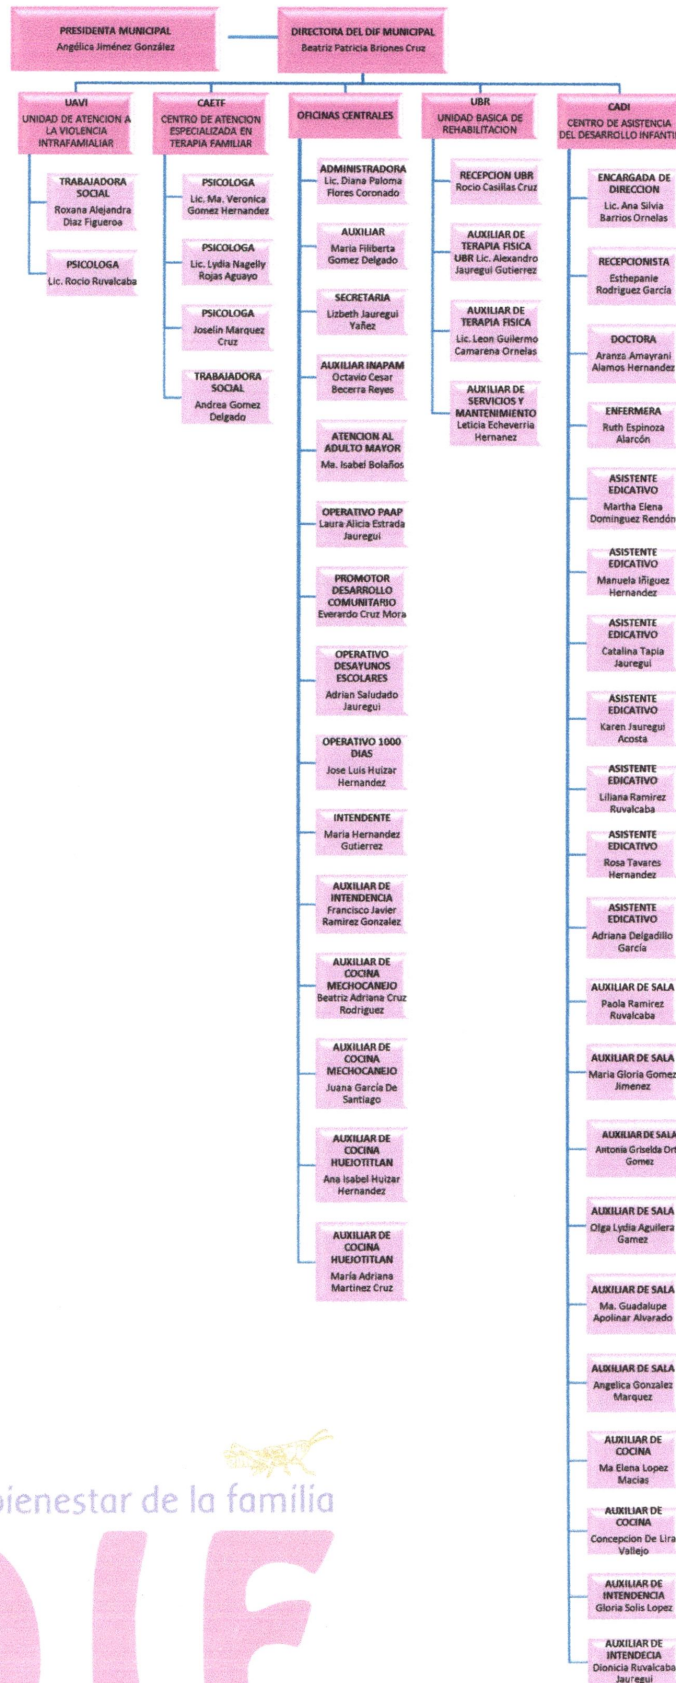 PRESIDENTA MUNICIPAL
Angélica Jiménez González
DIRECTORA DEL DIF MUNICIPAL
Beatriz Patricia Briones Cruz
UAVI
UNIDAD DE ATENCION A
LA VIOLENCIA
INTRAFAMIALIAR
TRABAJADORA
SOCIAL
Roxana Alejandra
Diaz Figueroa
PSICOLOGA
Lic. Rocio Ruvalcaba
CAETF
CENTRO DE ATENCION
ESPECIALIZADA EN
TERAPIA FAMILIAR
PSICOLOGA
Lic. Ma. Veronica
Gomez Hernandez
PSICOLOGA
Lic. Lydia Nagelly
Rojas Aguayo
PSICOLOGA
Joselin Marquez
Cruz
TRABAJADORA
SOCIAL
Andrea Gomez
Delgado
OFICINAS CENTRALES
ADMINISTRADORA
Lic. Diana Paloma
Flores Coronado
AUXILIAR
Maria Filiberta
Gomez Delgado
SECRETARIA
Lizbeth Jauregui
Yañez
AUXILIAR INAPAM
Octavio Cesar
Becerra Reyes
ATENCION AL
ADULTO MAYOR
Ma. Isabel Bolaños
OPERATIVO PAAP
Laura Alicia Estrada
Jauregui
PROMOTOR
DESARROLLO
COMUNITARIO
Everardo Cruz Mora
OPERATIVO
DESAYUNOS
ESCOLARES
Adrian Saludado
Jauregui
OPERATIVO 1000
DIAS
Jose Luis Huizar
Hernandez
INTENDENTE
Maria Hernandez
Gutierrez
AUXILIAR DE
INTENDENCIA
Francisco Javier
Ramirez Gonzalez
AUXILIAR DE
COCINA
MECHOCANEJO
Beatriz Adriana Cruz
Rodriguez
AUXILIAR DE
COCINA
MECHOCANEJO
Juana García De
Santiago
AUXILIAR DE
COCINA
HUEJOTITLAN
Ana Isabel Huizar
Hernandez
AUXILIAR DE
COCINA
HUEJOTITLAN
María Adriana
Martinez Cruz
UBR
UNIDAD BASICA DE
REHABILITACION
RECEPCION UBR
Rocio Casillas Cruz
AUXILIAR DE
TERAPIA FISICA
UBR Lic. Alexandro
Jauregui Gutierrez
AUXILIAR DE
TERAPIA FISICA
Lic. Leon Guilermo
Camarena Ornelas
AUXILIAR DE
SERVICIOS Y
MANTENIMIENTO
Leticia Echeverria
Hernanez
CADI
CENTRO DE ASISTENCIA
DEL DESARROLLO INFANTIL
ENCARGADA DE
DIRECCION
Lic. Ana Silvia
Barrios Ornelas
RECEPCIONISTA
Esthepanie
Rodriguez García
DOCTORA
Aranza Amayrani
Alamos Hernandez
ENFERMERA
Ruth Espinoza
Alarcón
ASISTENTE
EDICATIVO
Martha Elena
Dominguez Rendón
ASISTENTE
EDICATIVO
Manuela Iñiguez
Hernandez
ASISTENTE
EDICATIVO
Catalina Tapia
Jauregui
ASISTENTE
EDICATIVO
Karen Jauregui
Acosta
ASISTENTE
EDICATIVO
Liliana Ramirez
Ruvalcaba
ASISTENTE
EDICATIVO
Rosa Tavares
Hernandez
ASISTENTE
EDICATIVO
Adriana Delgadillo
García
AUXILIAR DE SALA
Paola Ramirez
Ruvalcaba
AUXILIAR DE SALA
Maria Gloria Gomez
Jimenez
AUXILIAR DE SALA
Antonia Griselda
Gomez
AUXILIAR DE SALA
Olga Lydia Aguilera
Gamez
AUXILIAR DE SALA
Ma. Guadalupe
Apolinar Alvarado
AUXILIAR DE SALA
Angelica Gonzalez
Marquez
AUXILIAR DE
COCINA
Ma Elena Lopez
Macias
AUXILIAR DE
COCINA
Concepcion De Lira
Vallejo
AUXILIAR DE
INTENDENCIA
Gloria Solis Lopez
AUXILIAR DE
INTENDECIA
Dionicia Ruvalcaba
Jauregui
bienestar de la familia
DIF